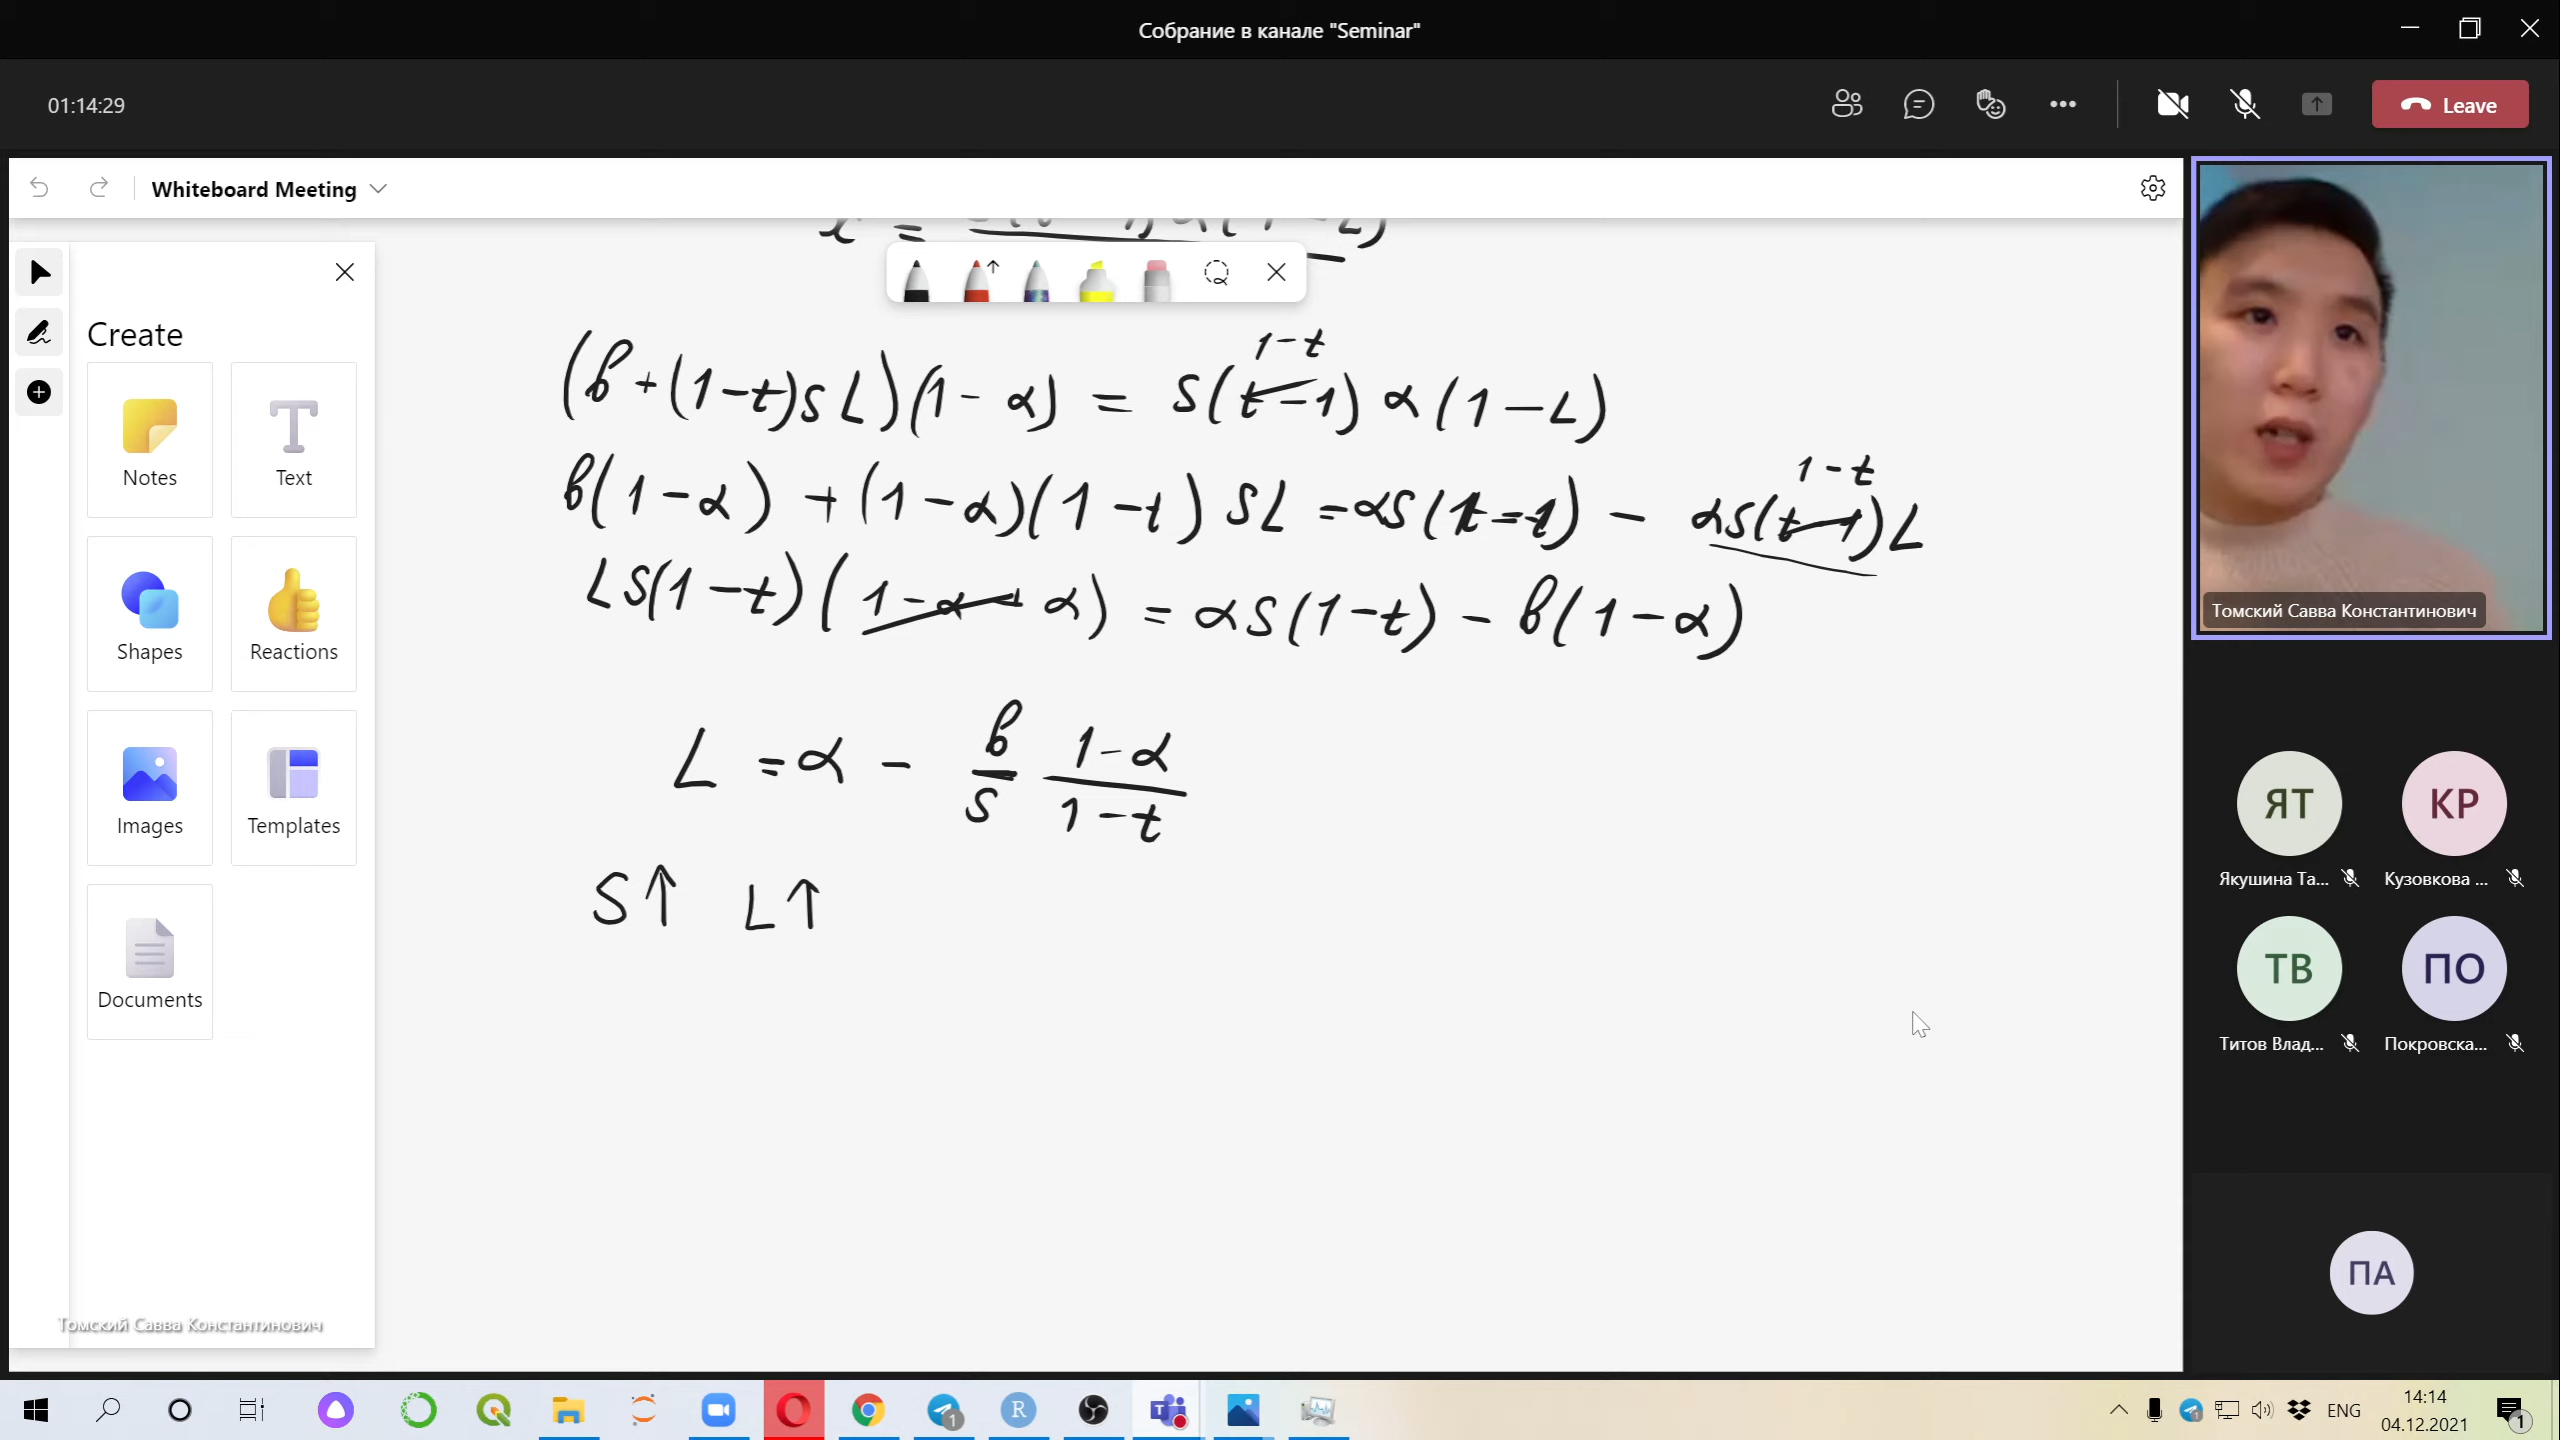 Собрание в канале "Seminar"
01:14:29
Leave
Whiteboard Meeting
Create
Notes
Text
Shapes
Reactions
Images
Templates
Documents
Томский Савва Константинович
1-t
(b+(1-t)sL)(1-α) = s(t-1)α(1-L)
1-t
b(1-α) + (1-α)(1-t)sL = αs(1-t) - αs(t-1)L
Ls(1-t)(1-α+α) = αs(1-t) - b(1-α)
L = α - b/s 1-α/1-t
S↑ L↑
Томский Савва Константинович
ЯТ
КР
Якушина Та...
Кузовкова ...
ТВ
ПО
Титов Влад...
Покровска...
ПА
ENG
14:14
04.12.2021
1
1
R